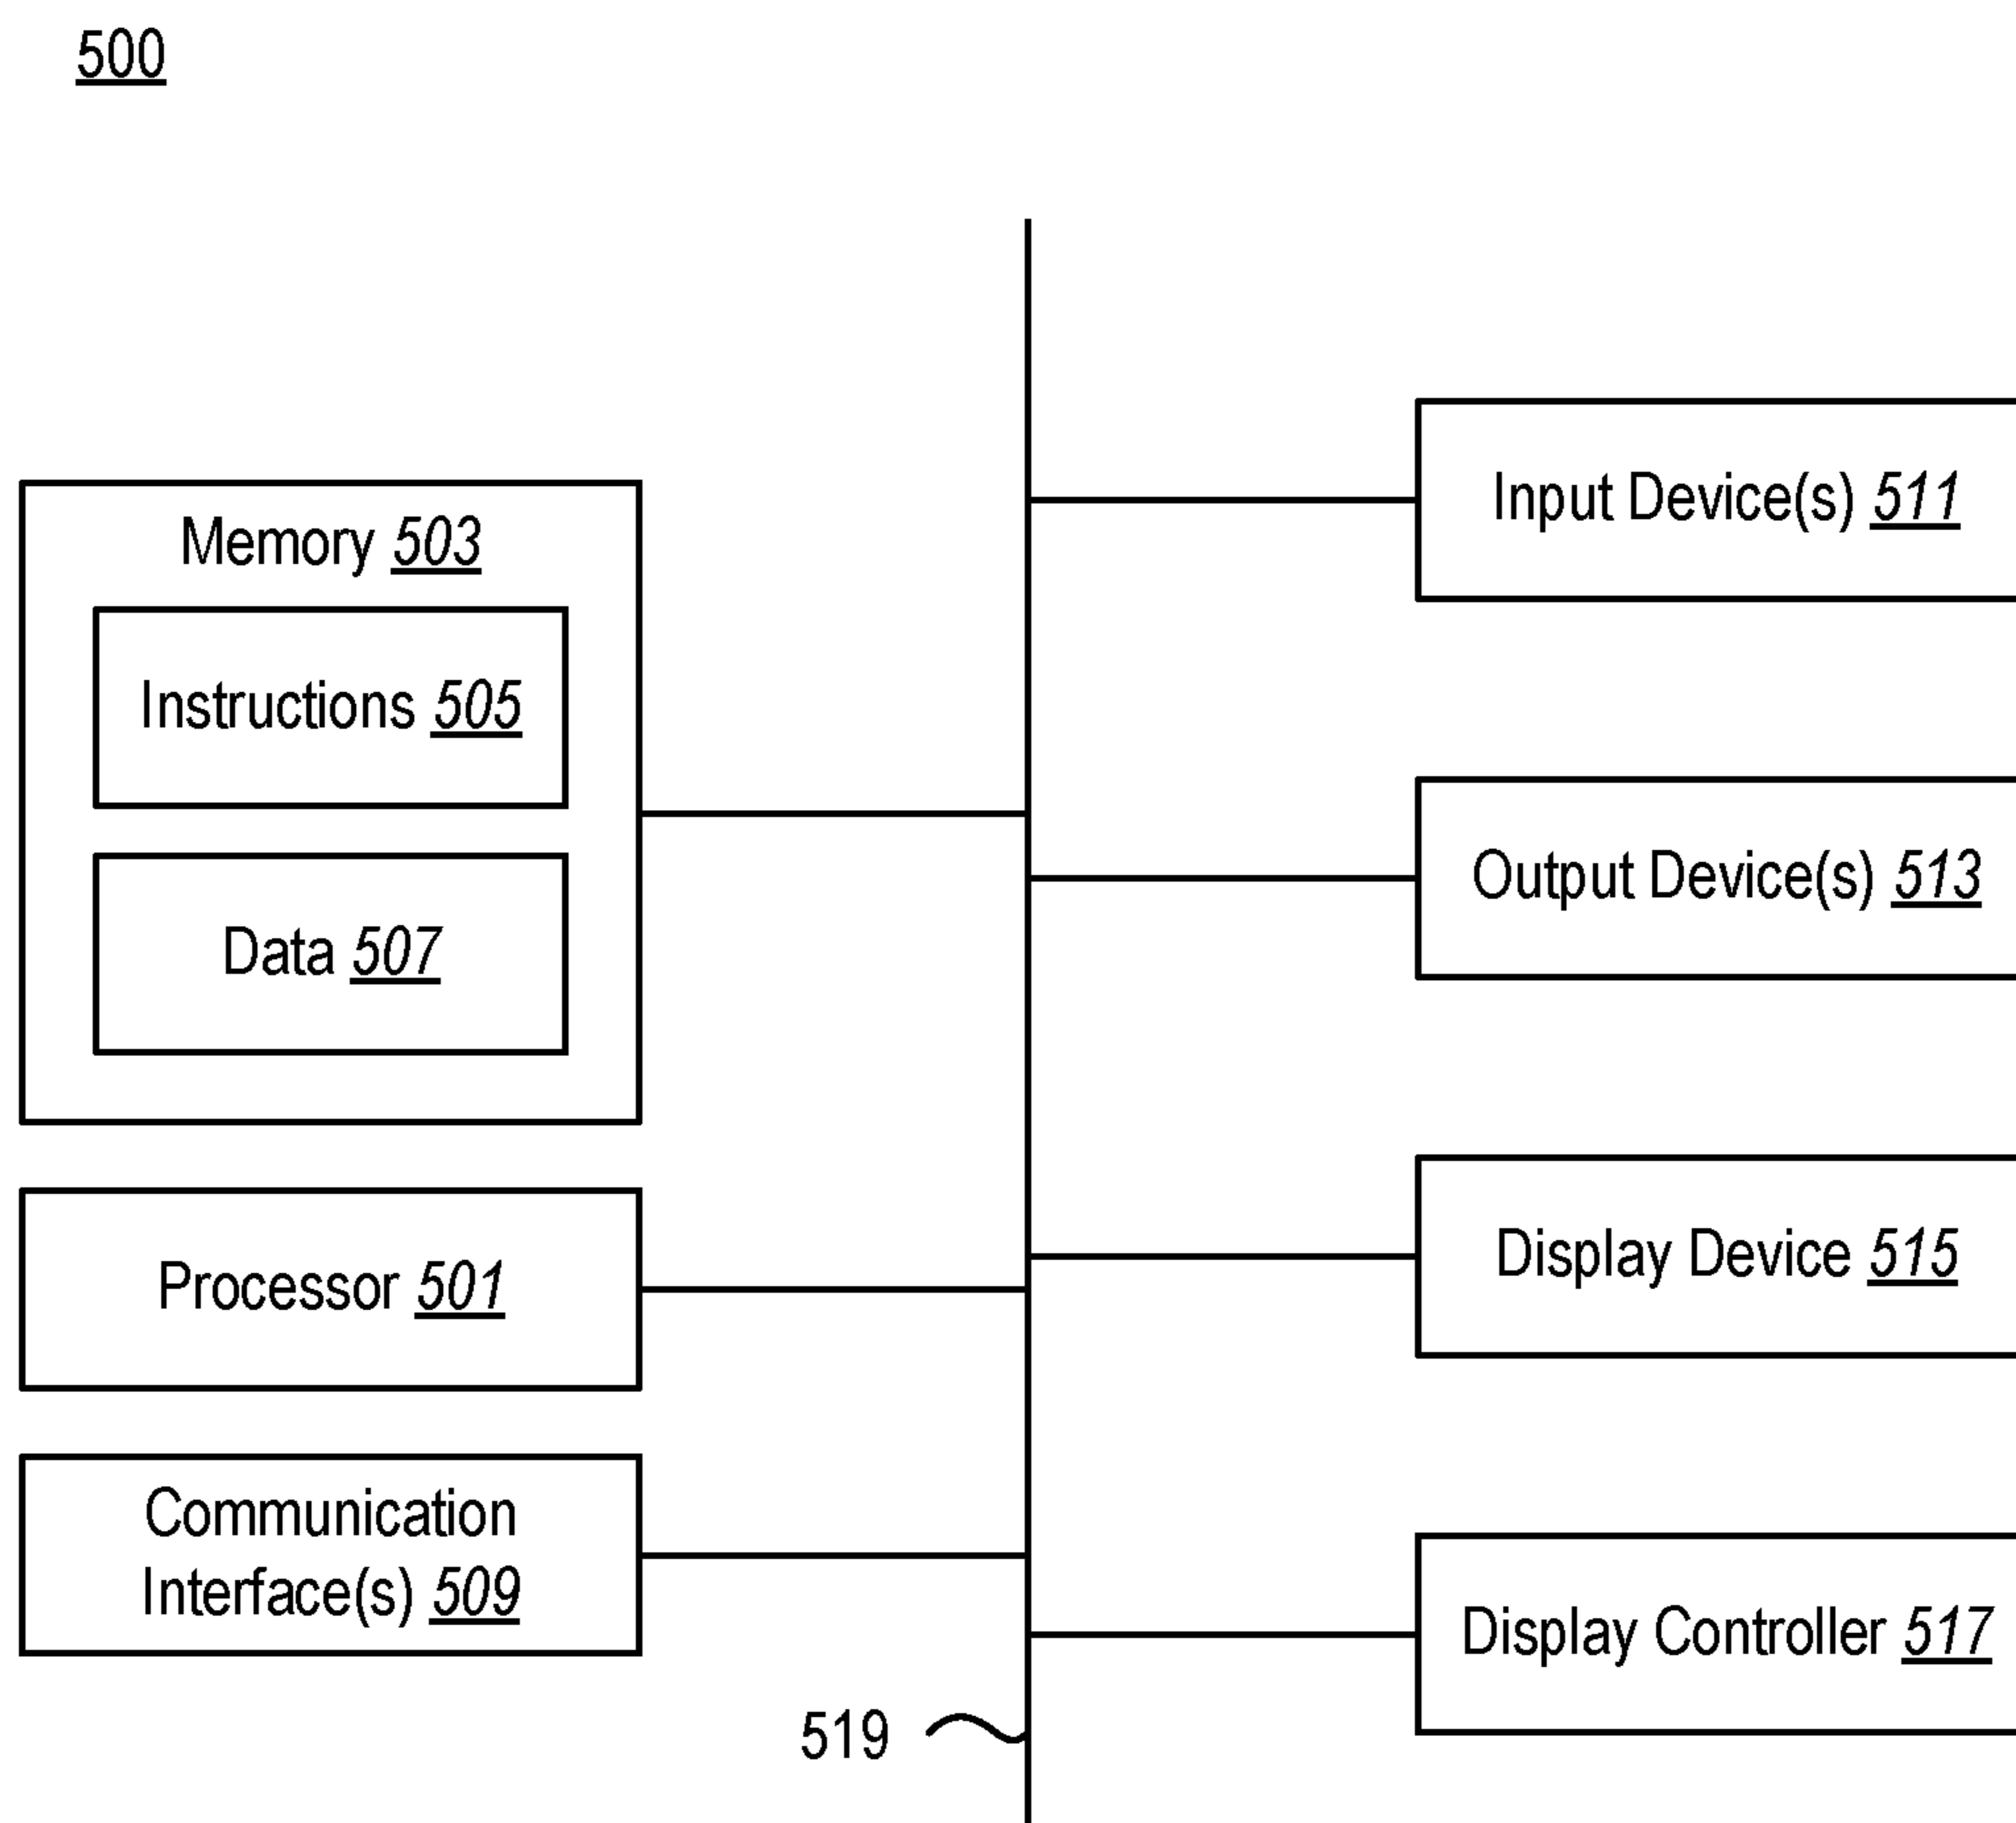 500
Memory 503
Instructions 505
Data 507
Processor 501
Communication
Interface(s) 509
Input Device(s) 511
Output Device(s) 513
Display Device 515
Display Controller 517
519